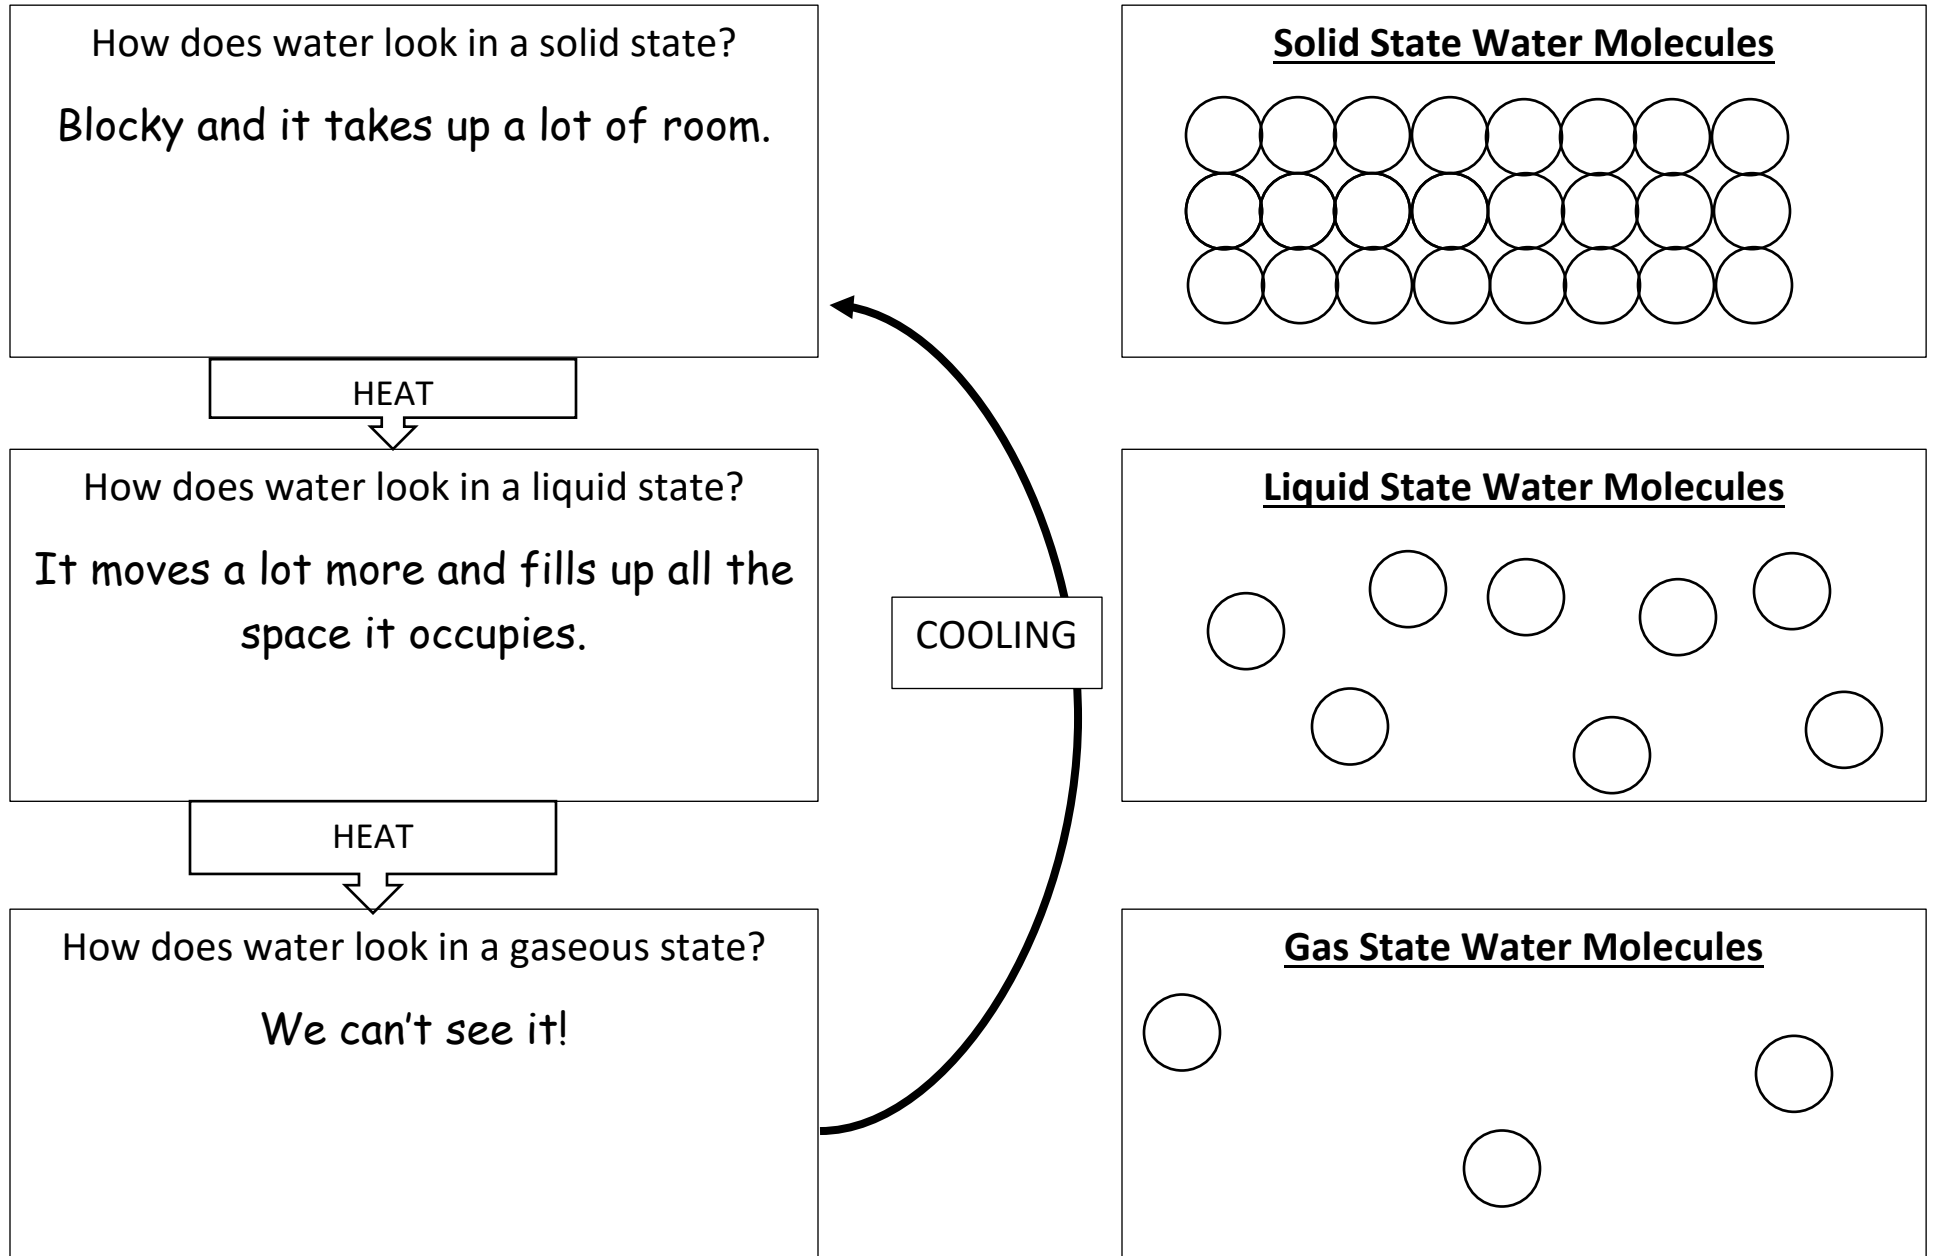 How does water look in a solid state?
Blocky and it takes up a lot of room.
HEAT
How does water look in a liquid state?
It moves a lot more and fills up all the
space it occupies.
HEAT
How does water look in a gaseous state?
We can't see it!
COOLING
Solid State Water Molecules
Liquid State Water Molecules
Gas State Water Molecules